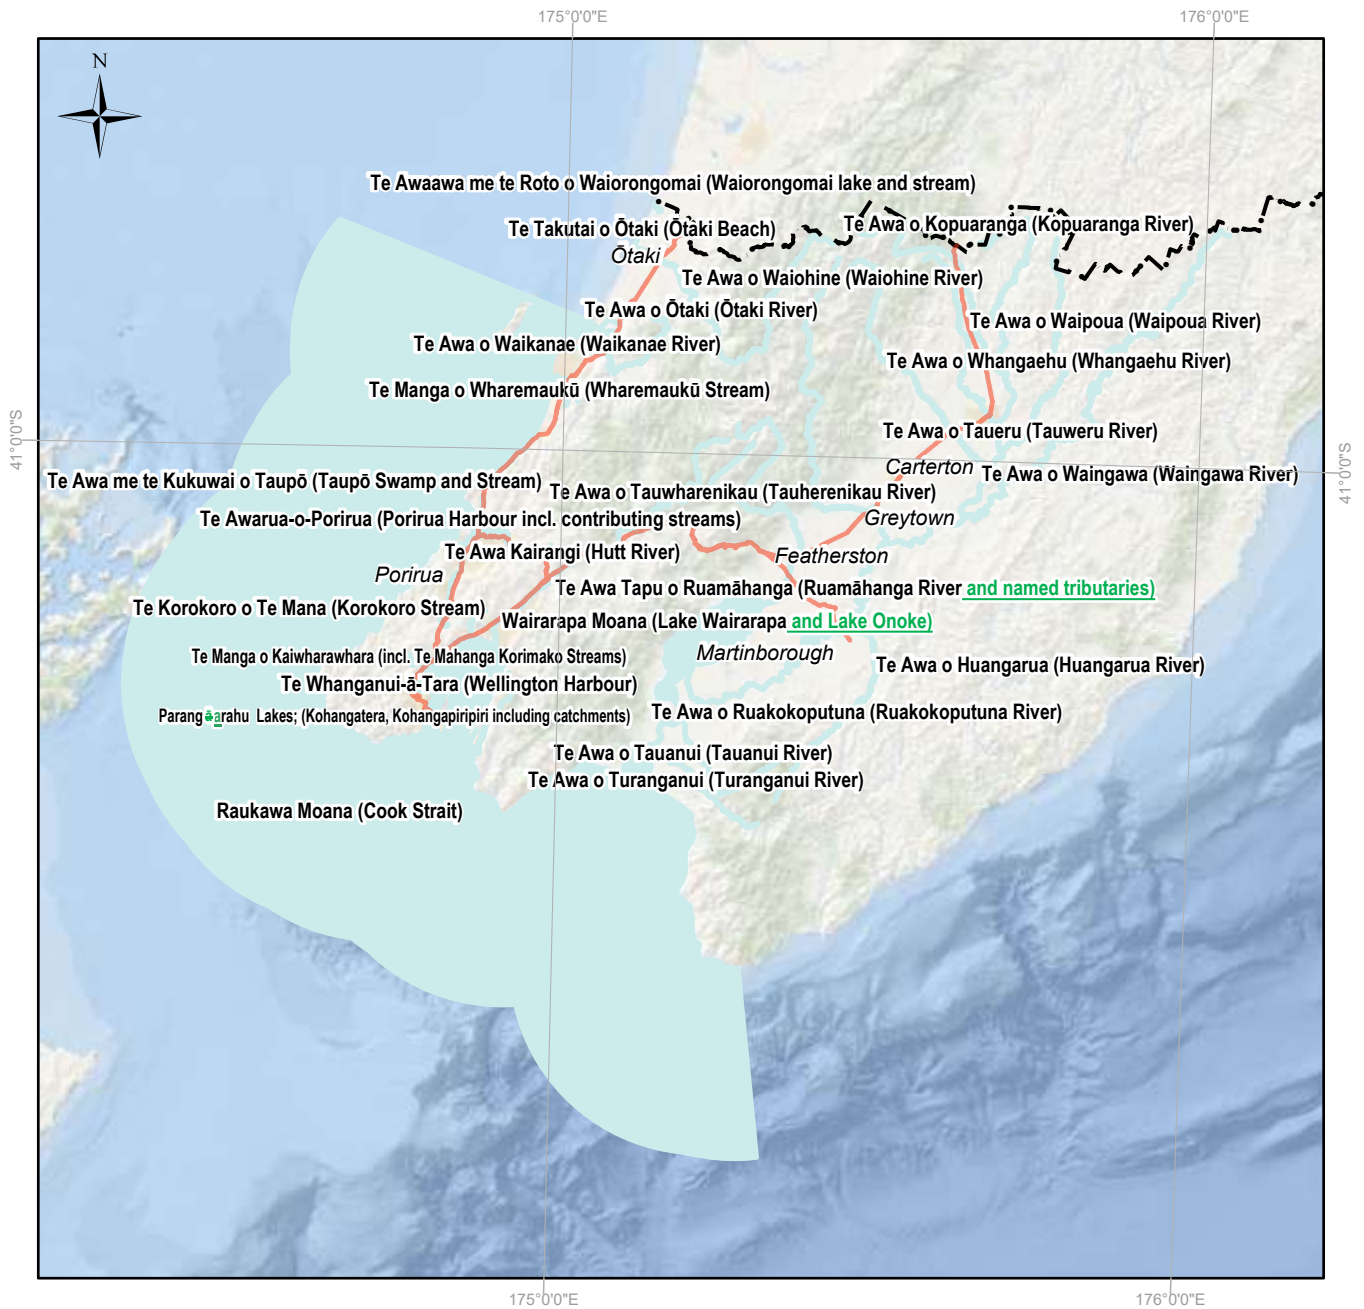 175°0'0"E
176°0'0"E
N
Te Awaawa me te Roto o Waiorongomai (Waiorongomai lake and stream)
Te Takutai o Ōtaki (Ōtaki Beach)
Te Awa o Kopuaranga (Kopuaranga River)
Ōtaki
Te Awa o Waiohine (Waiohine River)
Te Awa o Ōtaki (Ōtaki River)
Te Awa o Waipoua (Waipoua River)
Te Awa o Waikanae (Waikanae River)
Te Awa o Whangaehu (Whangaehu River)
Te Manga o Wharemaukū (Wharemaukū Stream)
41°0'0"S
Te Awa o Taueru (Tauweru River)
Carterton
Te Awa o Waingawa (Waingawa River)
41°0'0"S
Te Awa me te Kukuwai o Taupō (Taupō Swamp and Stream)
Te Awa o Tauwharenikau (Tauherenikau River)
Te Awarua-o-Porirua (Porirua Harbour incl. contributing streams)
Greytown
Te Awa Kairangi (Hutt River)
Featherston
Porirua
Te Awa Tapu o Ruamāhanga (Ruamāhanga River and named tributaries)
Te Korokoro o Te Mana (Korokoro Stream)
Wairarapa Moana (Lake Wairarapa and Lake Onoke)
Te Manga o Kaiwharawhara (incl. Te Mahanga Korimako Streams)
Martinborough
Te Awa o Huangarua (Huangarua River)
Te Whanganui-ā-Tara (Wellington Harbour)
Parangāarahu Lakes; (Kohangatera, Kohangapiripiri including catchments)
Te Awa o Ruakokoputuna (Ruakokoputuna River)
Te Awa o Tauanui (Tauanui River)
Te Awa o Turanganui (Turanganui River)
Raukawa Moana (Cook Strait)
175°0'0"E
176°0'0"E